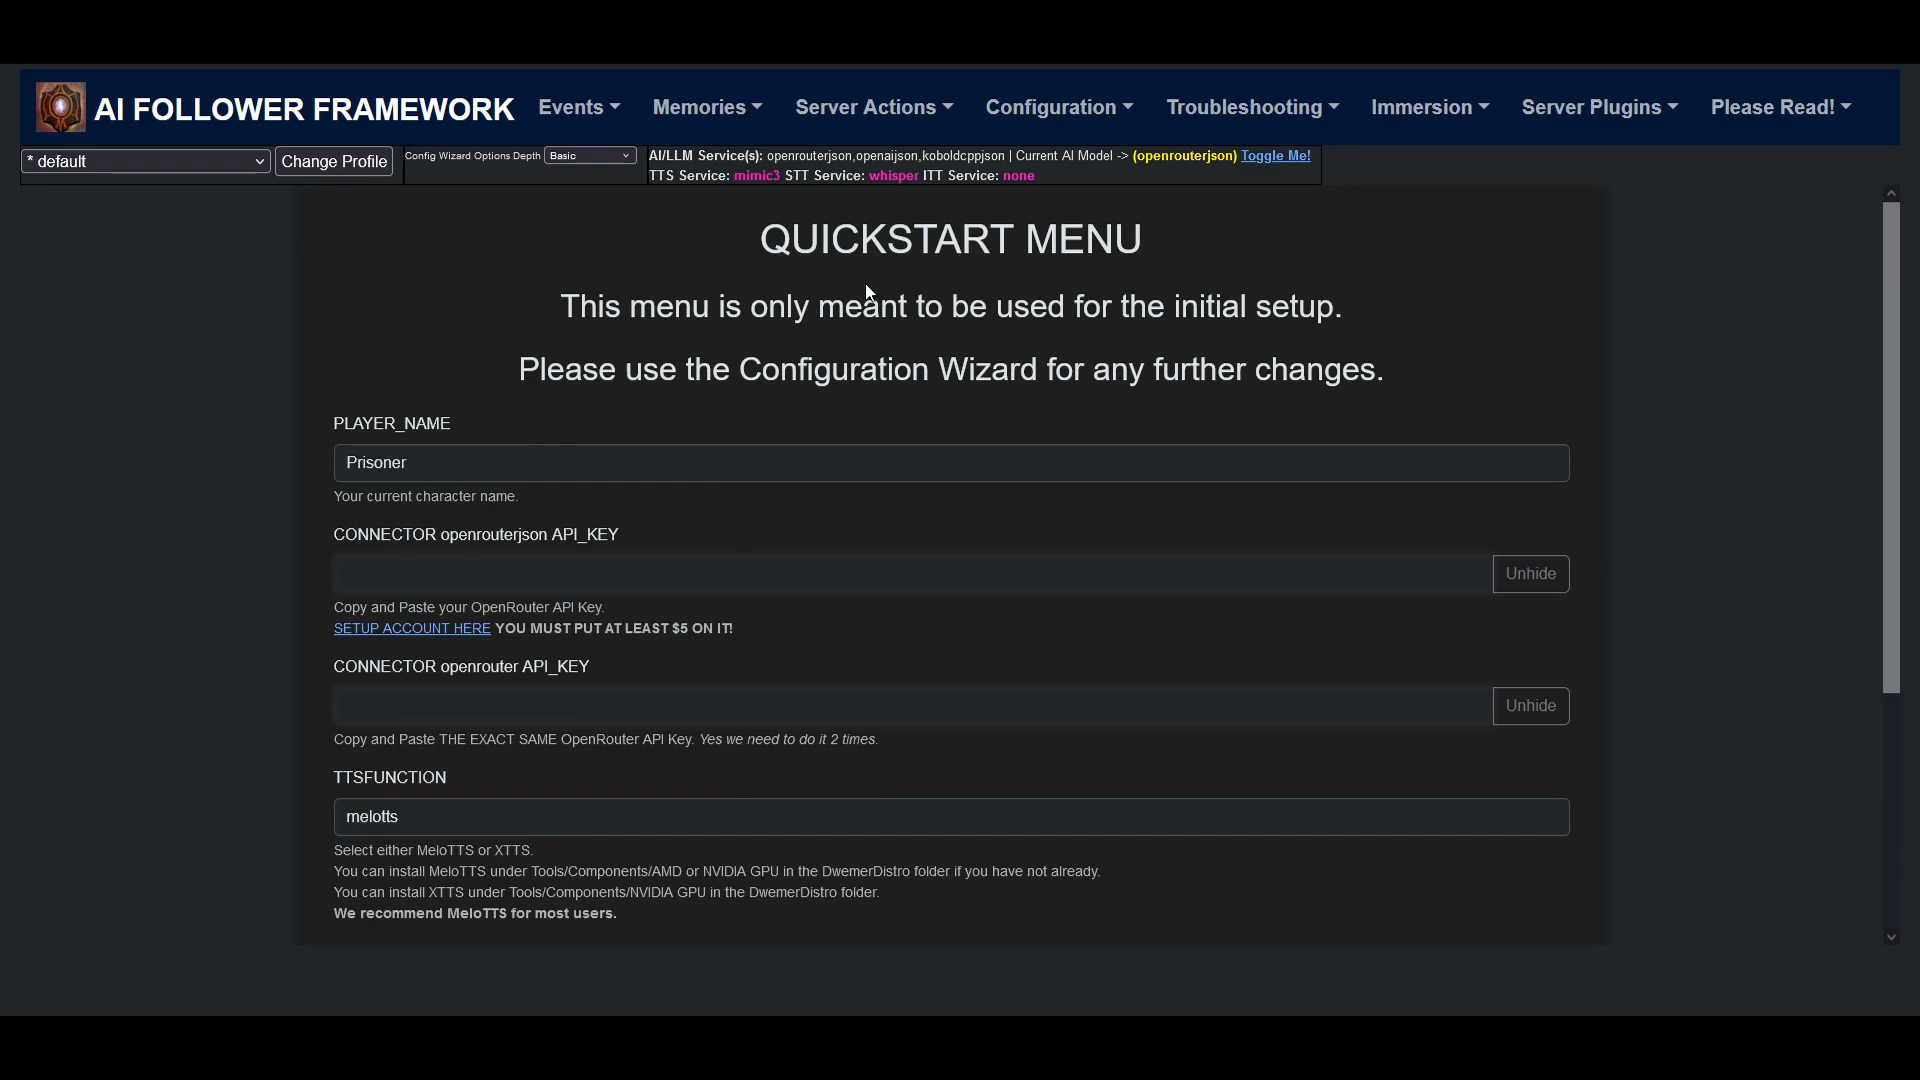 AI FOLLOWER FRAMEWORK Events Memories Server Actions Configuration Troubleshooting Immersion Server Plugins Please Read!
* default Change Profile Config Wizard Options Depth Basic AI/LLM Service(s): openrouterjson,openaijson,koboldcppjson | Current AI Model -> (openrouterjson) Toggle Me!
TTS Service: mimic3 STT Service: whisper ITT Service: none
QUICKSTART MENU
This menu is only meant to be used for the initial setup.
Please use the Configuration Wizard for any further changes.
PLAYER_NAME
Prisoner
Your current character name.
CONNECTOR openrouterjson API_KEY
Unhide
Copy and Paste your OpenRouter API Key.
SETUP ACCOUNT HERE YOU MUST PUT AT LEAST $5 ON IT!
CONNECTOR openrouter API_KEY
Unhide
Copy and Paste THE EXACT SAME OpenRouter API Key. Yes we need to do it 2 times.
TTSFUNCTION
melotts
Select either MeloTTS or XTTS.
You can install MeloTTS under Tools/Components/AMD or NVIDIA GPU in the DwemerDistro folder if you have not already.
You can install XTTS under Tools/Components/NVIDIA GPU in the DwemerDistro folder.
We recommend MeloTTS for most users.